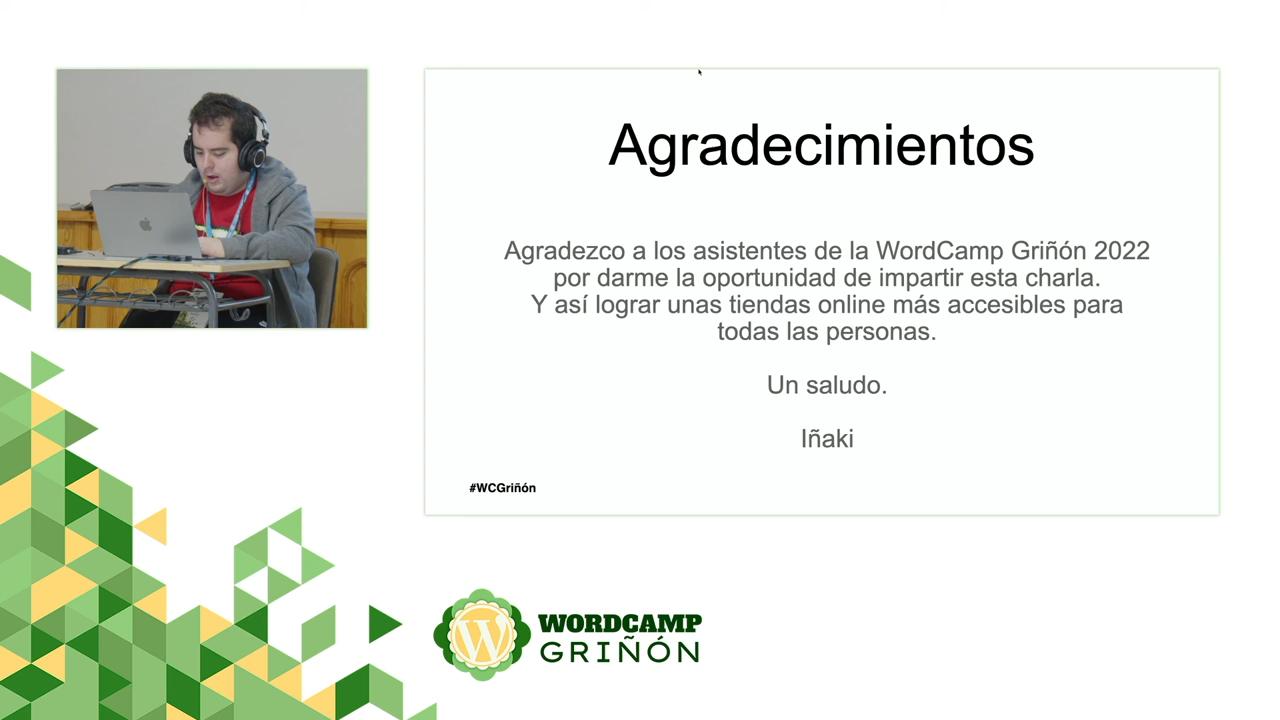 Agradecimientos
Agradezco a los asistentes de la WordCamp Griñón 2022
por darme la oportunidad de impartir esta charla.
Y así lograr unas tiendas online más accesibles para
todas las personas.
Un saludo.
Iñaki
#WCGriñón
W
WORDCAMP
GRIÑÓN